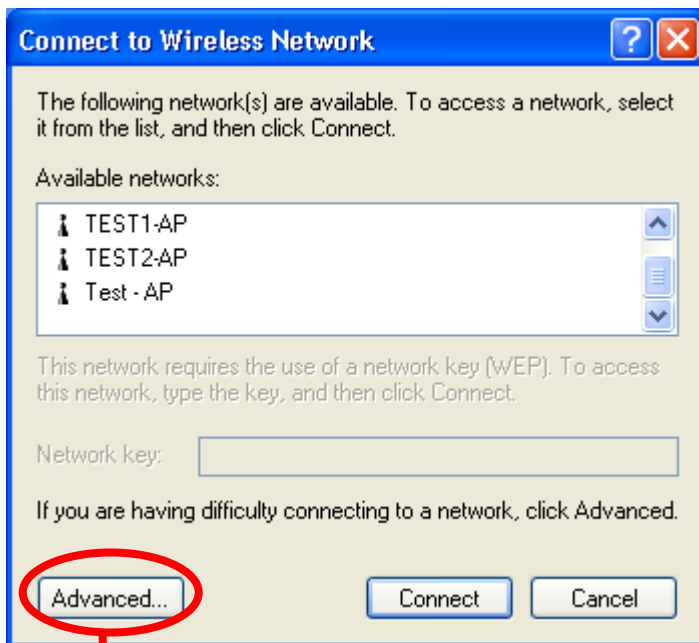 Connect to Wireless Network
The following network(s) are available. To access a network, select
it from the list, and then click Connect.
Available networks:
TEST1-AP
TEST2-AP
Test - AP
This network requires the use of a network key (WEP). To access
this network, type the key, and then click Connect.
Network key:
If you are having difficulty connecting to a network, click Advanced.
Advanced... Connect Cancel